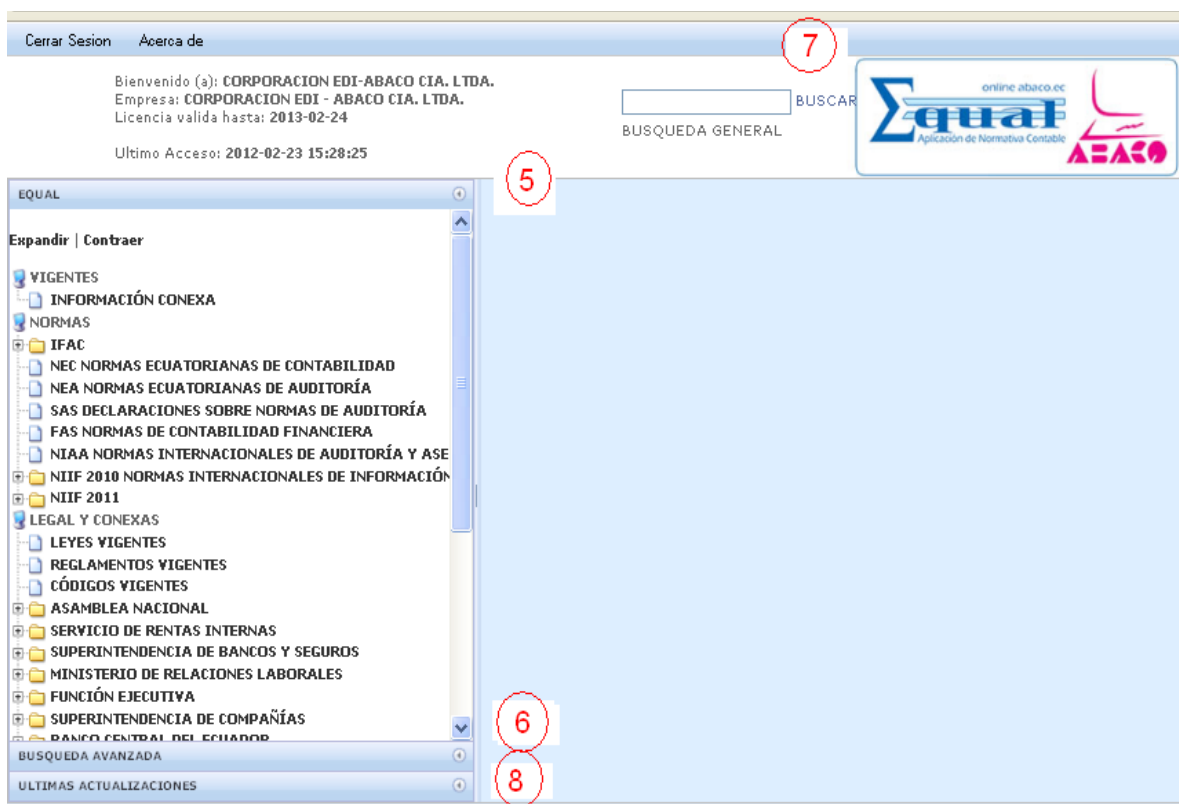 Cerrar Sesion Acerca de
7
Bienvenido (a): CORPORACION EDI-ABACO CIA. LTDA.
Empresa: CORPORACION EDI - ABACO CIA. LTDA.
Licencia valida hasta: 2013-02-24
Ultimo Acceso: 2012-02-23 15:28:25
BUSCAR
BUSQUEDA GENERAL
online abaco.ec
Equal
Aplicación de Normativa Contable
ABACO
5
EQUAL
Expandir | Contraer
VIGENTES
INFORMACIÓN CONEXA
NORMAS
IFAC
NEC NORMAS ECUATORIANAS DE CONTABILIDAD
NEA NORMAS ECUATORIANAS DE AUDITORÍA
SAS DECLARACIONES SOBRE NORMAS DE AUDITORÍA
FAS NORMAS DE CONTABILIDAD FINANCIERA
NIAA NORMAS INTERNACIONALES DE AUDITORÍA Y ASE
NIIF 2010 NORMAS INTERNACIONALES DE INFORMACIÓN
NIIF 2011
LEGAL Y CONEXAS
LEYES VIGENTES
REGLAMENTOS VIGENTES
CÓDIGOS VIGENTES
ASAMBLEA NACIONAL
SERVICIO DE RENTAS INTERNAS
SUPERINTENDENCIA DE BANCOS Y SEGUROS
MINISTERIO DE RELACIONES LABORALES
FUNCIÓN EJECUTIVA
SUPERINTENDENCIA DE COMPAÑÍAS
BANCO CENTRAL DEL ECUADOR
6
BUSQUEDA AVANZADA
8
ULTIMAS ACTUALIZACIONES